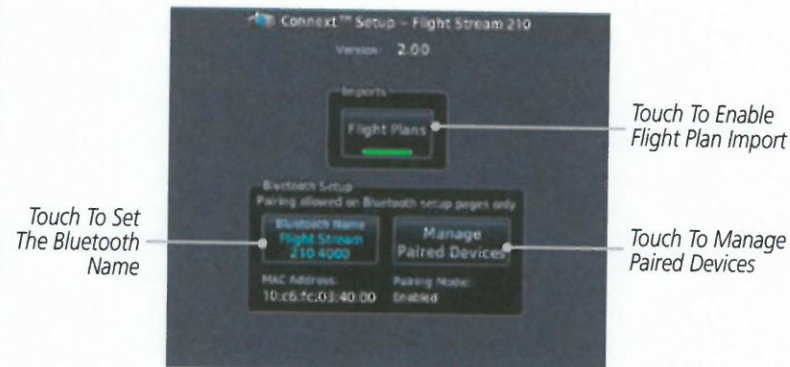 Connext™ Setup – Flight Stream 210
Version 2.00
Imports
Flight Plans
Touch To Enable
Flight Plan Import
Bluetooth Setup
Pairing allowed on Bluetooth setup pages only
Touch To Set
The Bluetooth
Name
Bluetooth Name
Flight Stream
210 4000
Manage
Paired Devices
Touch To Manage
Paired Devices
MAC Address:
10:c6:fc:03:40:00
Pairing Mode:
Enabled